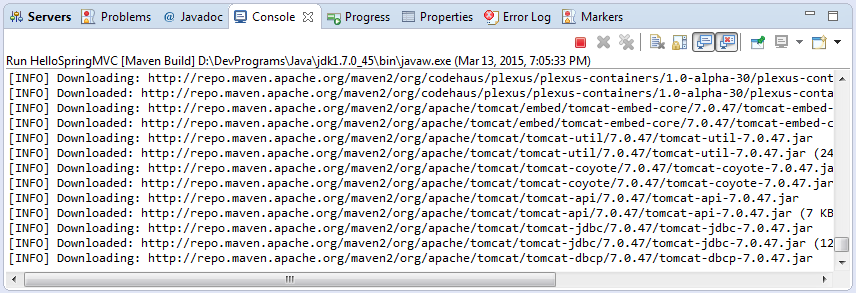 Servers Problems @ Javadoc Console Progress Properties Error Log Markers
Run HelloSpringMVC [Maven Build] D:\DevPrograms\Java\jdk1.7.0_45\bin\javaw.exe (Mar 13, 2015, 7:05:33 PM)
[INFO] Downloading: http://repo.maven.apache.org/maven2/org/codehaus/plexus/plexus-containers/1.0-alpha-30/plexus-cont
[INFO] Downloaded: http://repo.maven.apache.org/maven2/org/codehaus/plexus/plexus-containers/1.0-alpha-30/plexus-conta
[INFO] Downloading: http://repo.maven.apache.org/maven2/org/apache/tomcat/embed/tomcat-embed-core/7.0.47/tomcat-embed-
[INFO] Downloaded: http://repo.maven.apache.org/maven2/org/apache/tomcat/embed/tomcat-embed-core/7.0.47/tomcat-embed-c
[INFO] Downloading: http://repo.maven.apache.org/maven2/org/apache/tomcat/tomcat-util/7.0.47/tomcat-util-7.0.47.jar
[INFO] Downloaded: http://repo.maven.apache.org/maven2/org/apache/tomcat/tomcat-util/7.0.47/tomcat-util-7.0.47.jar (24
[INFO] Downloading: http://repo.maven.apache.org/maven2/org/apache/tomcat/tomcat-coyote/7.0.47/tomcat-coyote-7.0.47.ja
[INFO] Downloaded: http://repo.maven.apache.org/maven2/org/apache/tomcat/tomcat-coyote/7.0.47/tomcat-coyote-7.0.47.jar
[INFO] Downloading: http://repo.maven.apache.org/maven2/org/apache/tomcat/tomcat-api/7.0.47/tomcat-api-7.0.47.jar
[INFO] Downloaded: http://repo.maven.apache.org/maven2/org/apache/tomcat/tomcat-api/7.0.47/tomcat-api-7.0.47.jar (7 KB
[INFO] Downloading: http://repo.maven.apache.org/maven2/org/apache/tomcat/tomcat-jdbc/7.0.47/tomcat-jdbc-7.0.47.jar
[INFO] Downloaded: http://repo.maven.apache.org/maven2/org/apache/tomcat/tomcat-jdbc/7.0.47/tomcat-jdbc-7.0.47.jar (12
[INFO] Downloading: http://repo.maven.apache.org/maven2/org/apache/tomcat/tomcat-dbcp/7.0.47/tomcat-dbcp-7.0.47.jar